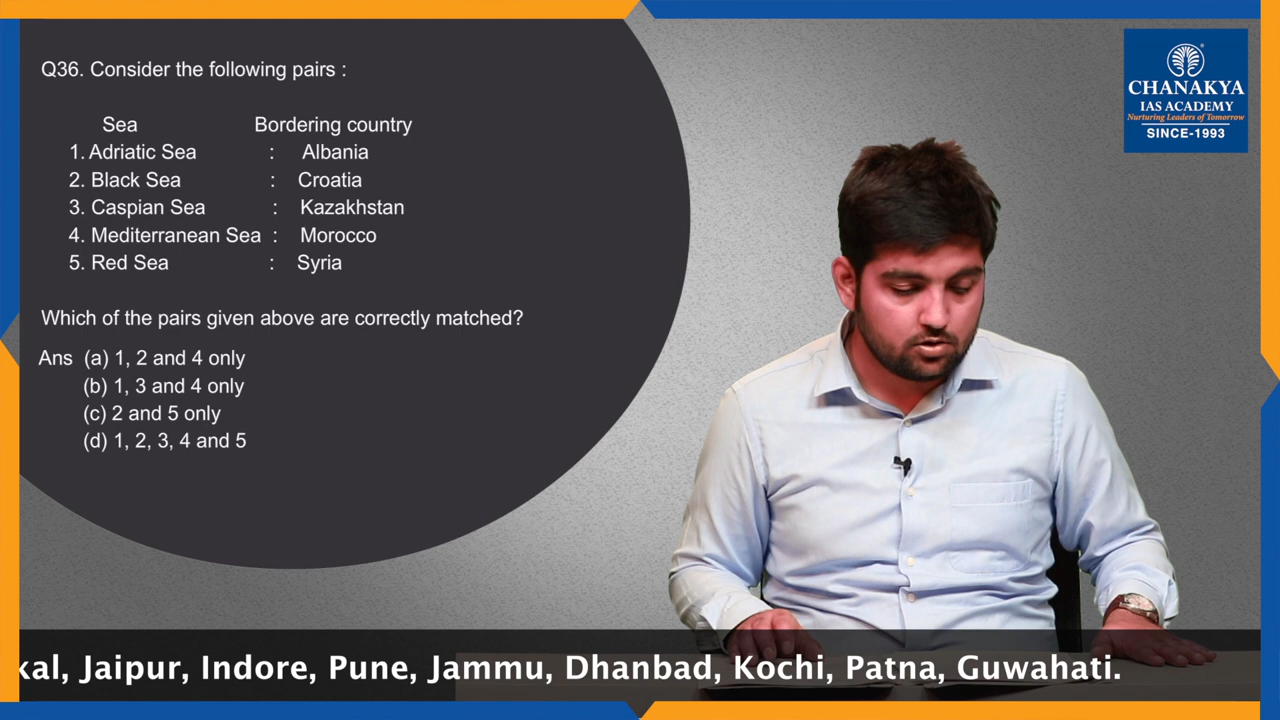 Q36. Consider the following pairs :
Sea Bordering country
1. Adriatic Sea : Albania
2. Black Sea : Croatia
3. Caspian Sea : Kazakhstan
4. Mediterranean Sea : Morocco
5. Red Sea : Syria
Which of the pairs given above are correctly matched?
Ans (a) 1, 2 and 4 only
(b) 1, 3 and 4 only
(c) 2 and 5 only
(d) 1, 2, 3, 4 and 5
CHANAKYA
IAS ACADEMY
Nurturing Leaders of Tomorrow
SINCE-1993
kal, Jaipur, Indore, Pune, Jammu, Dhanbad, Kochi, Patna, Guwahati.